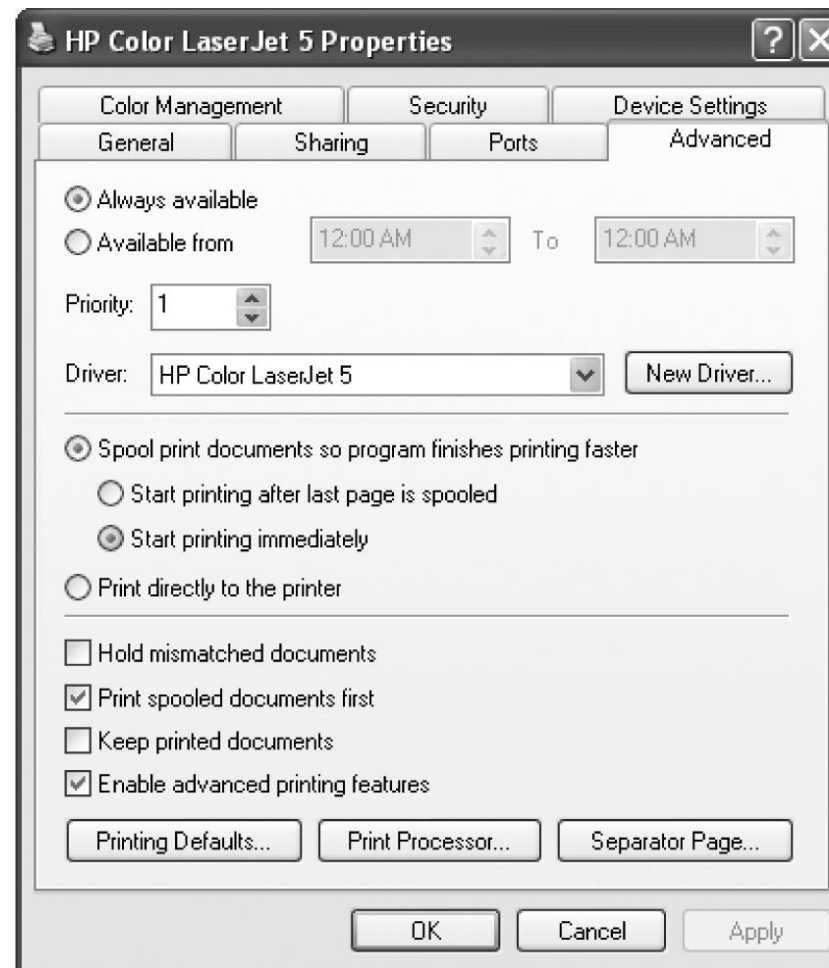 HP Color LaserJet 5 Properties
Color Management Security Device Settings
General Sharing Ports Advanced
Always available
Available from 12:00 AM To 12:00 AM
Priority: 1
Driver: HP Color LaserJet 5 New Driver...
Spool print documents so program finishes printing faster
Start printing after last page is spooled
Start printing immediately
Print directly to the printer
Hold mismatched documents
Print spooled documents first
Keep printed documents
Enable advanced printing features
Printing Defaults... Print Processor... Separator Page...
OK Cancel Apply